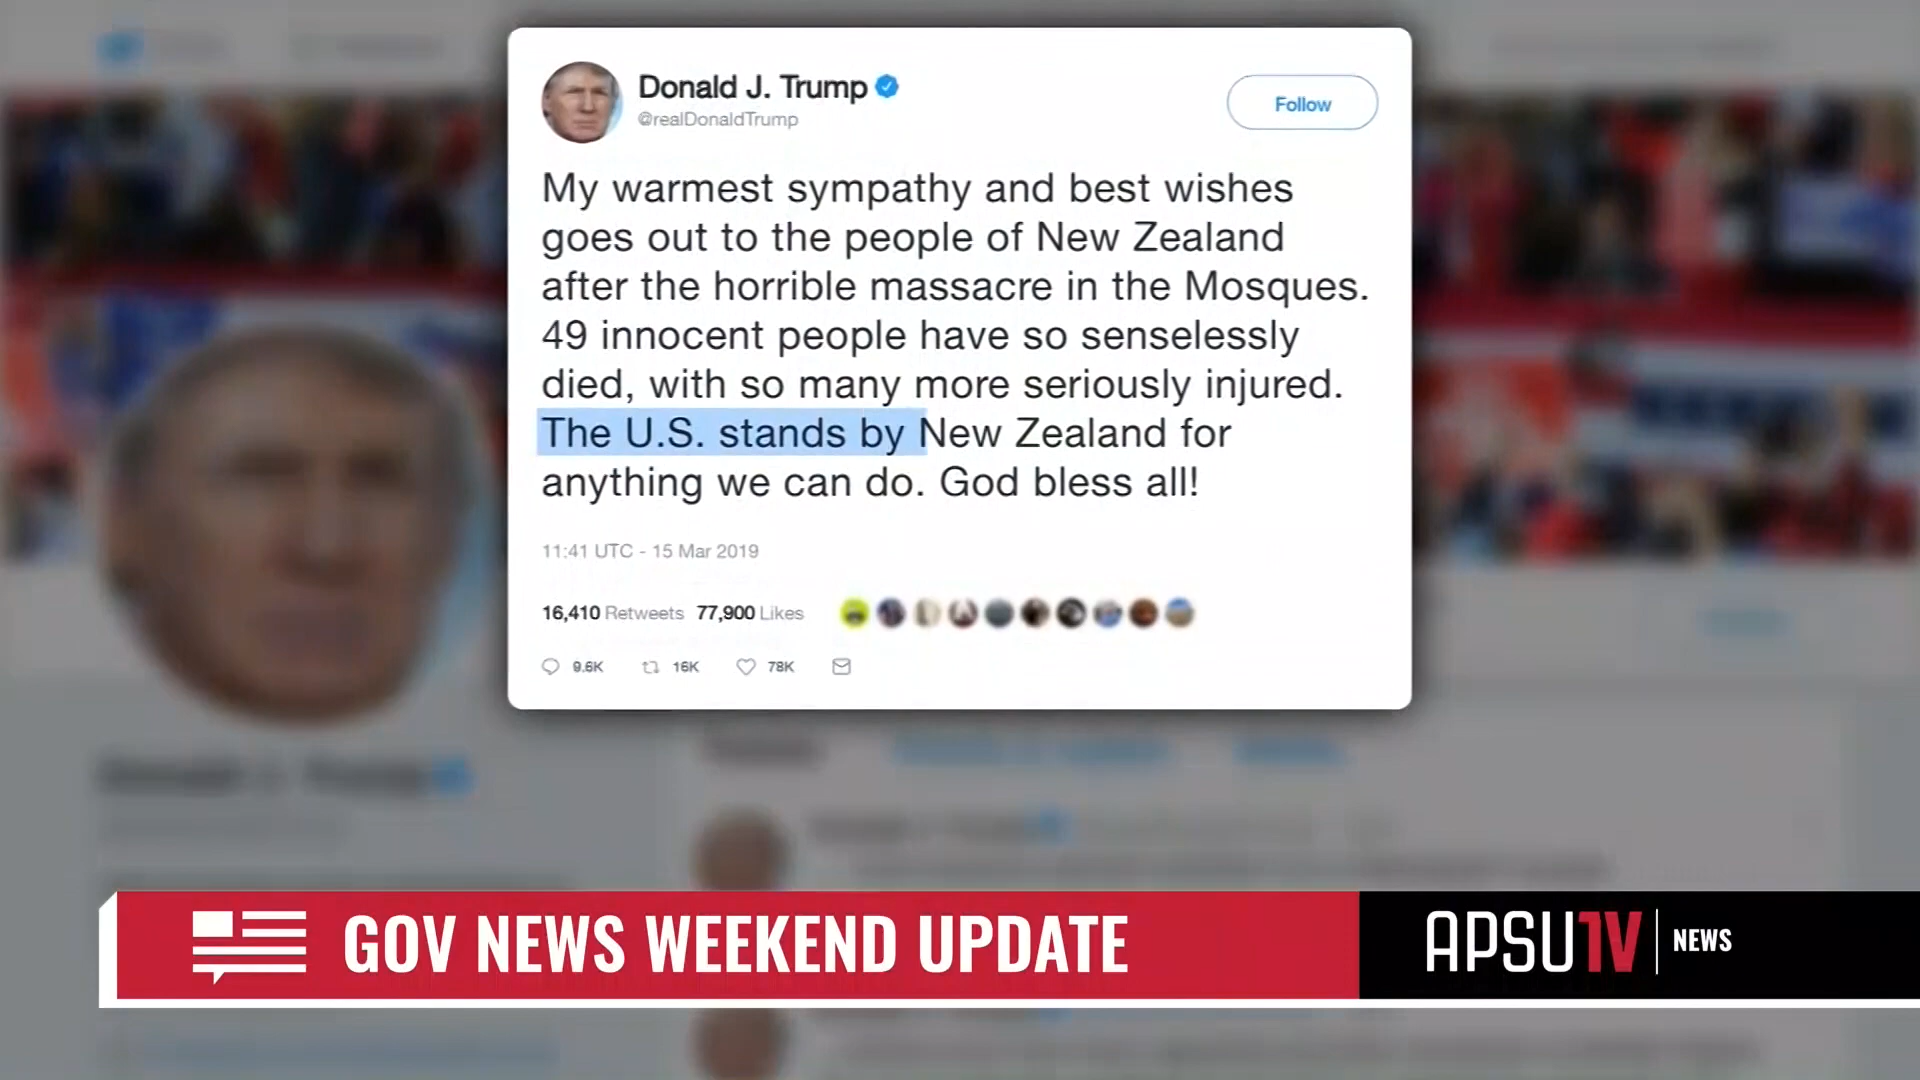 Donald J. Trump
@realDonaldTrump
Follow
My warmest sympathy and best wishes
goes out to the people of New Zealand
after the horrible massacre in the Mosques.
49 innocent people have so senselessly
died, with so many more seriously injured.
The U.S. stands by New Zealand for
anything we can do. God bless all!
11:41 UTC - 15 Mar 2019
16,410 Retweets 77,900 Likes
9.6K 16K 78K
GOV NEWS WEEKEND UPDATE
APSUTV NEWS